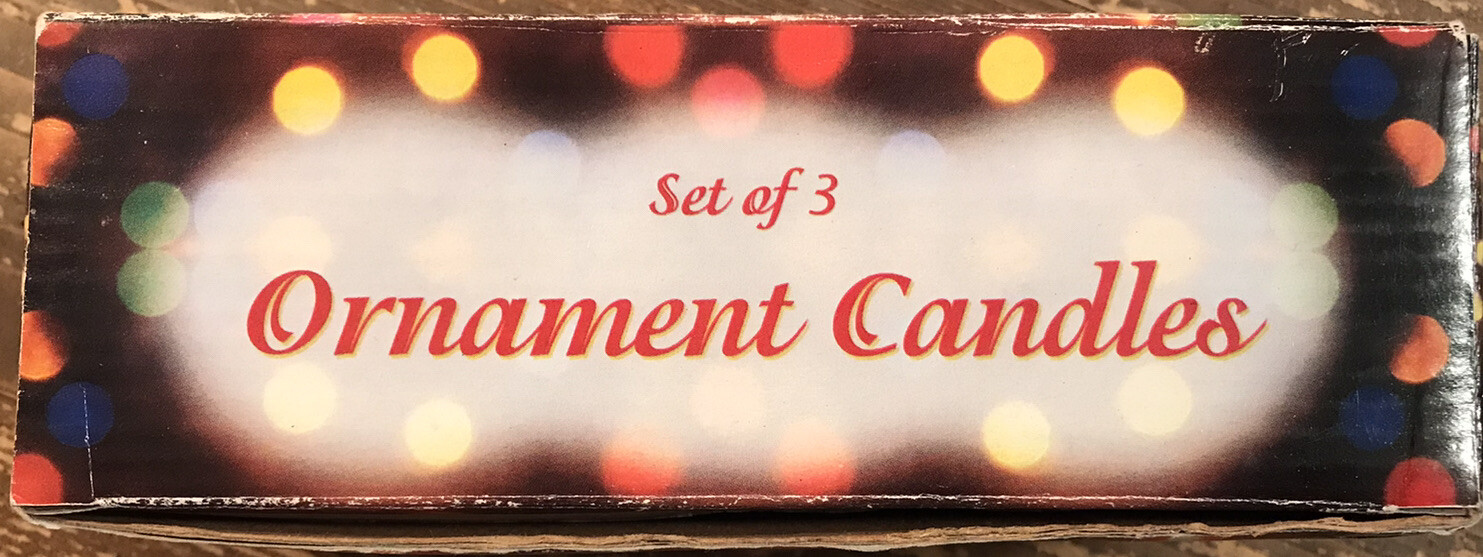 Set of 3
Ornament Candles